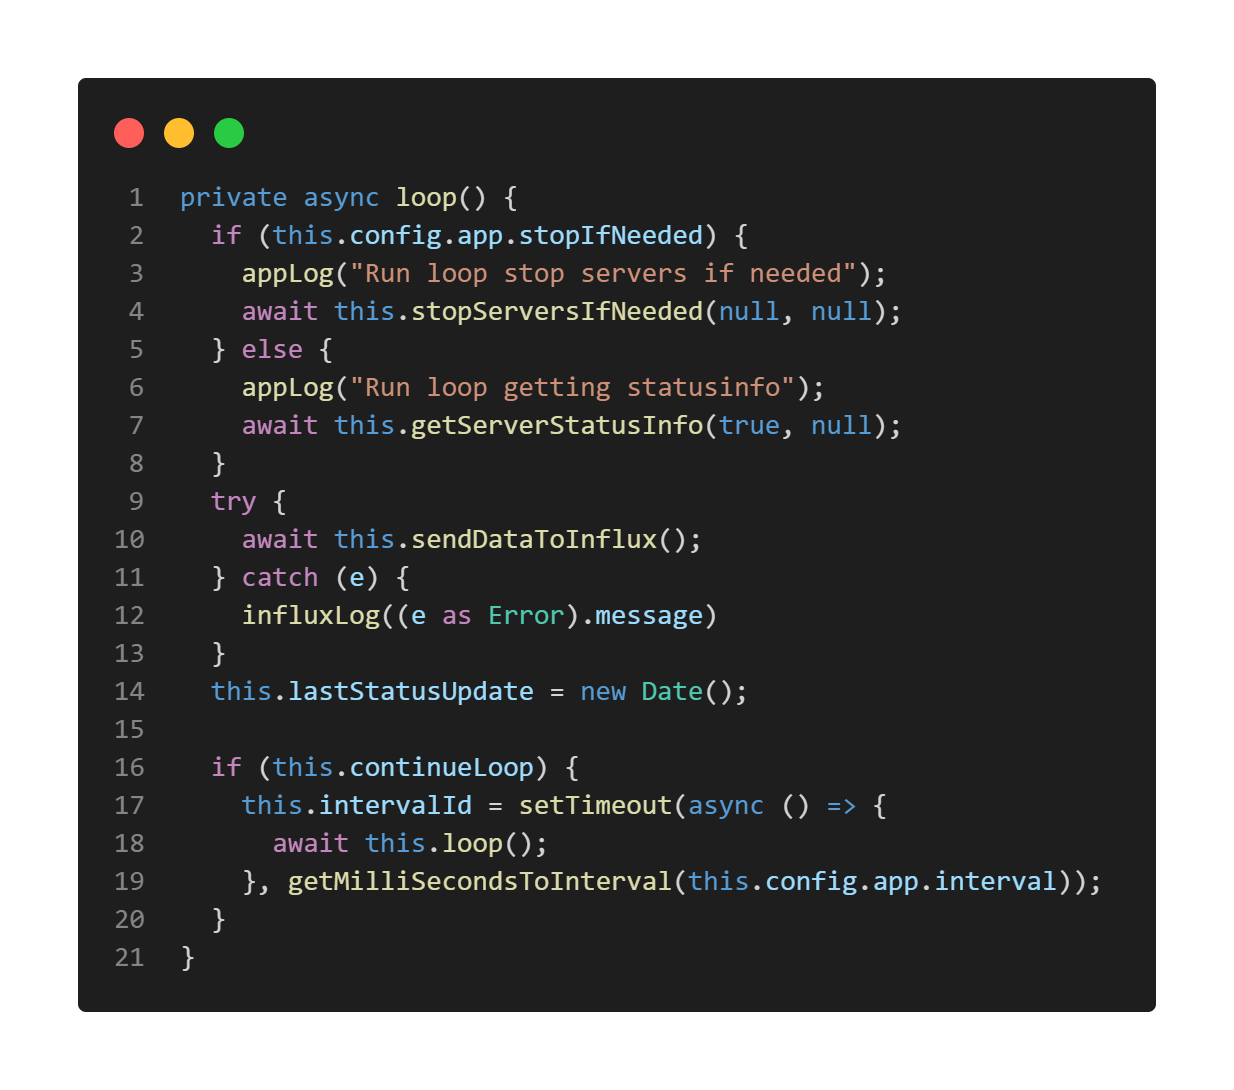 1 private async loop() {
2   if (this.config.app.stopIfNeeded) {
3     appLog("Run loop stop servers if needed");
4     await this.stopServersIfNeeded(null, null);
5   } else {
6     appLog("Run loop getting statusinfo");
7     await this.getServerStatusInfo(true, null);
8   }
9   try {
10     await this.sendDataToInflux();
11   } catch (e) {
12     influxLog((e as Error).message)
13   }
14   this.lastStatusUpdate = new Date();
15
16   if (this.continueLoop) {
17     this.intervalId = setTimeout(async () => {
18       await this.loop();
19     }, getMilliSecondsToInterval(this.config.app.interval));
20   }
21 }